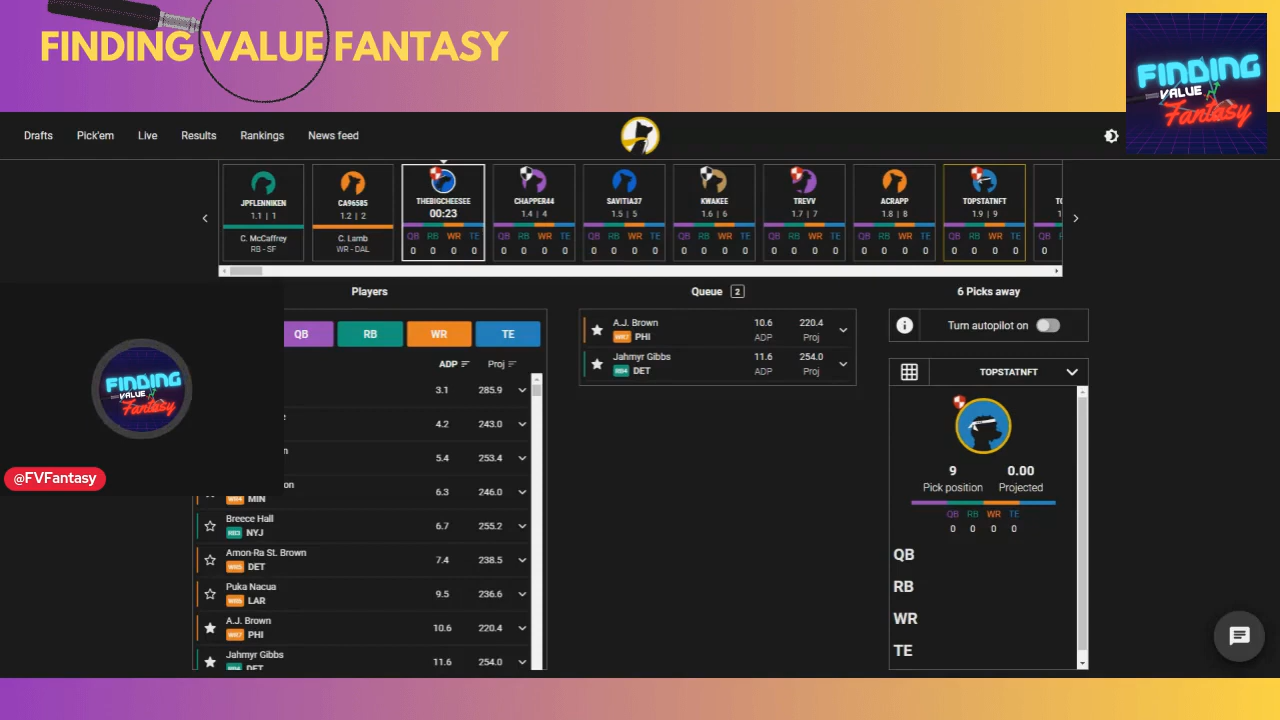 FINDING VALUE FANTASY
FINDING
VALUE
Fantasy
Drafts Pick'em Live Results Rankings News feed
JPFLENNIKEN CA96585 THEBIGCHEESEE CHAPPER44 SAVITIA37 KWAKEE TREVV ACRAPP TOPSTATNFT
1.1 | 1 1.2 | 2 00:23 1.4 | 4 1.5 | 5 1.6 | 6 1.7 | 7 1.8 | 8 1.9 | 9
C. McCaffrey C. Lamb QB RB WR TE QB RB WR TE QB RB WR TE QB RB WR TE QB RB WR TE QB RB WR TE QB RB WR TE QB
RB - SF WR - DAL 0 0 0 0 0 0 0 0 0 0 0 0 0 0 0 0 0 0 0 0 0 0 0 0 0 0 0 0 0
Players Queue 2 6 Picks away
QB RB WR TE
ADP Proj
3.1 285.9
4.2 243.0
5.4 253.4
6.3 246.0
MIN
Breece Hall 6.7 255.2
RB3 NYJ
Amon-Ra St. Brown 7.4 238.5
WR5 DET
Puka Nacua 9.5 236.6
WR6 LAR
A.J. Brown 10.6 220.4
WR7 PHI
Jahmyr Gibbs 11.6 254.0
RB4 DET
A.J. Brown 10.6 220.4
WR7 PHI ADP Proj
Jahmyr Gibbs 11.6 254.0
RB4 DET ADP Proj
Turn autopilot on
TOPSTATNFT
9 0.00
Pick position Projected
QB RB WR TE
0 0 0 0
QB
RB
WR
TE
FINDING
VALUE
Fantasy
@FVFantasy